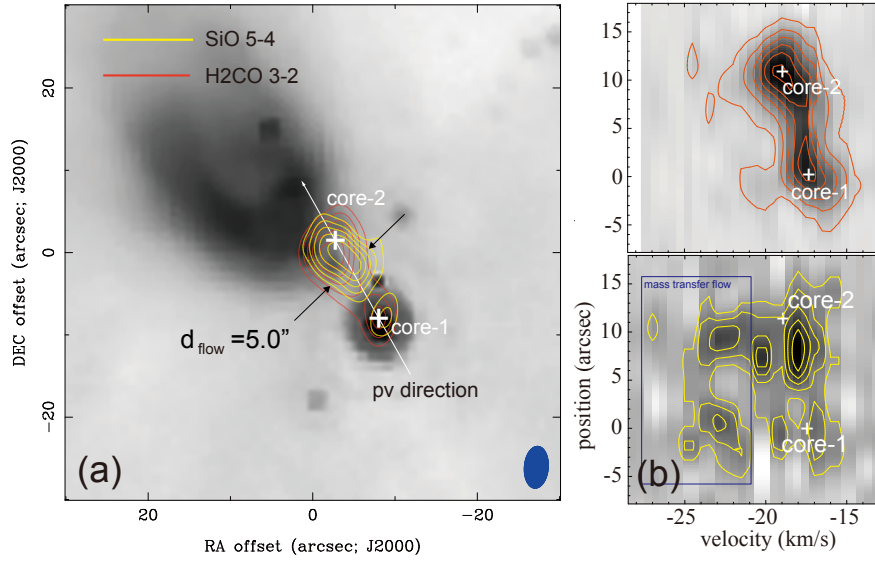 SiO 5-4
H2CO 3-2
core-2
core-1
d flow =5.0”
pv direction
(a)
20
0
-20
20
0
-20
RA offset (arcsec; J2000)
DEC offset (arcsec; J2000)
15
10
5
0
-5
core-2
core-1
mass transfer flow
core-2
core-1
(b)
15
10
5
0
-5
-25
-20
-15
velocity (km/s)
position (arcsec)